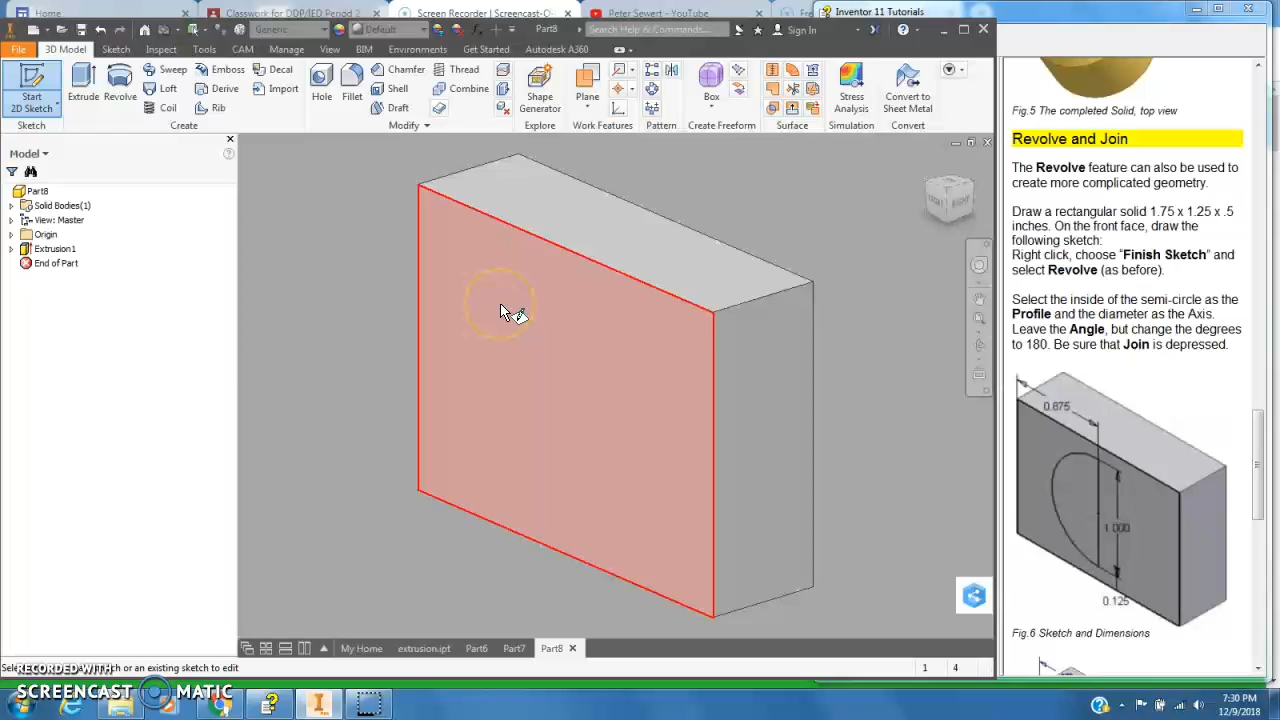 Home
Classwork for DDP/IED Period 2
Screen Recorder | Screencast-O-
Peter Sewert - YouTube
Inventor 11 Tutorials
Generic
Default
Part8
Search Help & Commands...
Sign In
File
3D Model
Sketch
Inspect
Tools
CAM
Manage
View
BIM
Environments
Get Started
Autodesk A360
Start
2D Sketch
Extrude
Revolve
Sweep
Loft
Coil
Emboss
Derive
Rib
Decal
Import
Hole
Fillet
Chamfer
Shell
Draft
Thread
Combine
Shape
Generator
Plane
Box
Stress
Analysis
Convert to
Sheet Metal
Sketch
Create
Modify
Explore
Work Features
Pattern
Create Freeform
Surface
Simulation
Convert
Model
Part8
Solid Bodies(1)
View: Master
Origin
Extrusion1
End of Part
My Home
extrusion.ipt
Part6
Part7
Part8
or an existing sketch to edit
1 4
RECORDED WITH
SCREENCAST MATIC
Fig.5 The completed Solid, top view
Revolve and Join
The Revolve feature can also be used to
create more complicated geometry.
Draw a rectangular solid 1.75 x 1.25 x .5
inches. On the front face, draw the
following sketch:
Right click, choose “Finish Sketch” and
select Revolve (as before).
Select the inside of the semi-circle as the
Profile and the diameter as the Axis.
Leave the Angle, but change the degrees
to 180. Be sure that Join is depressed.
0.875
1.000
0.125
Fig.6 Sketch and Dimensions
7:30 PM
12/9/2018